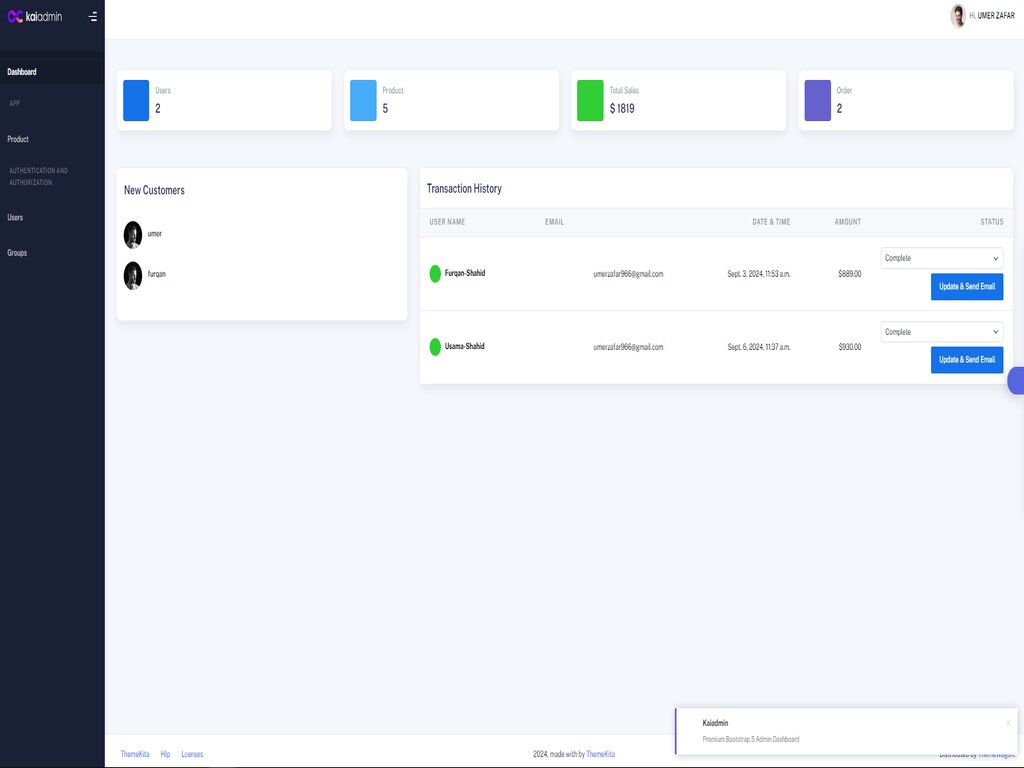 kaiadmin
Hi, UMER ZAFAR
Dashboard
APP
Product
AUTHENTICATION AND
AUTHORIZATION
Users
Groups
Users
2
Product
5
Total Sales
$ 1819
Order
2
New Customers
umer
furqan
Transaction History
USER NAME EMAIL DATE & TIME AMOUNT STATUS
Furqan-Shahid umerzafar966@gmail.com Sept. 3, 2024, 11:53 a.m. $889.00 Complete
Update & Send Email
Usama-Shahid umerzafar966@gmail.com Sept. 6, 2024, 11:37 a.m. $930.00 Complete
Update & Send Email
Kaiadmin
x
Premium Bootstrap 5 Admin Dashboard
ThemeKita Hlp Lcenses
2024, made with by ThemeKita
Distributed by